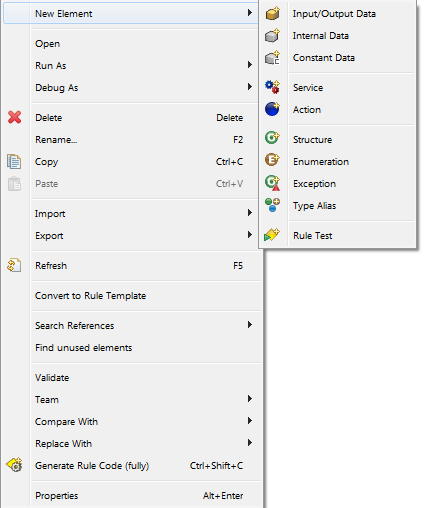 New Element
Open
Run As
Debug As
Delete Delete
Rename... F2
Copy Ctrl+C
Paste Ctrl+V
Import
Export
Refresh F5
Convert to Rule Template
Search References
Find unused elements
Validate
Team
Compare With
Replace With
Generate Rule Code (fully) Ctrl+Shift+C
Properties Alt+Enter
Input/Output Data
Internal Data
Constant Data
Service
Action
Structure
Enumeration
Exception
Type Alias
Rule Test